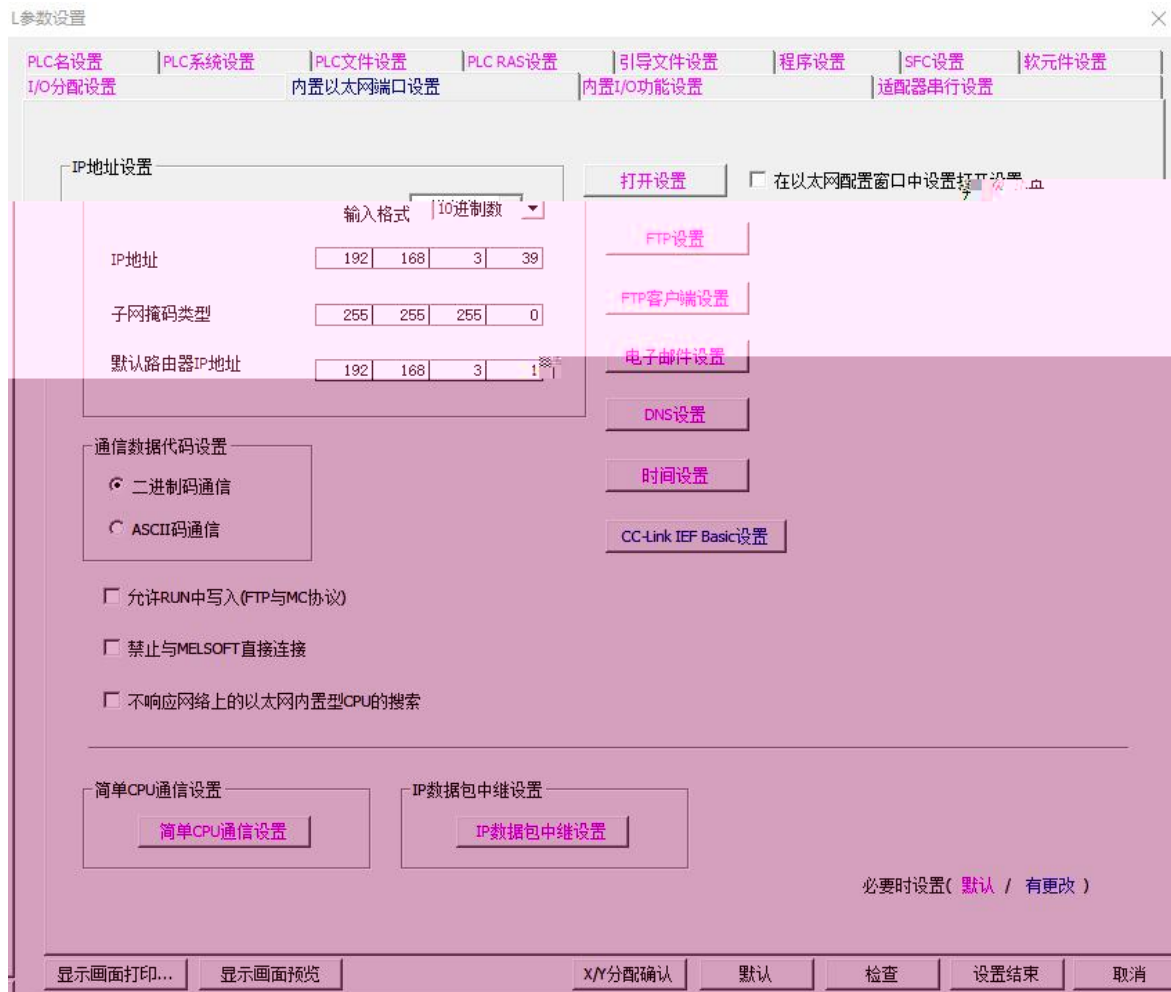 L参数设置
PLC名设置 PLC系统设置 PLC文件设置 PLC RAS设置 引导文件设置 程序设置 SFC设置 软元件设置
I/O分配设置 内置以太网端口设置 内置I/O功能设置 适配器串行设置
IP地址设置
打开设置 在以太网配置窗口中设置打开设置
输入格式 10进制数
FTP设置
IP地址 192 168 3 39
FTP客户端设置
子网掩码类型 255 255 255 0
电子邮件设置
默认路由器IP地址 192 168 3 1
DNS设置
通信数据代码设置
时间设置
二进制码通信
ASCII码通信
CC-Link IEF Basic设置
允许RUN中写入(FTP与MC协议)
禁止与MELSOFT直接连接
不响应网络上的以太网内置型CPU的搜索
简单CPU通信设置 IP数据包中继设置
简单CPU通信设置 IP数据包中继设置
必要时设置( 默认 / 有更改 )
显示画面打印... 显示画面预览 X/Y分配确认 默认 检查 设置结束 取消